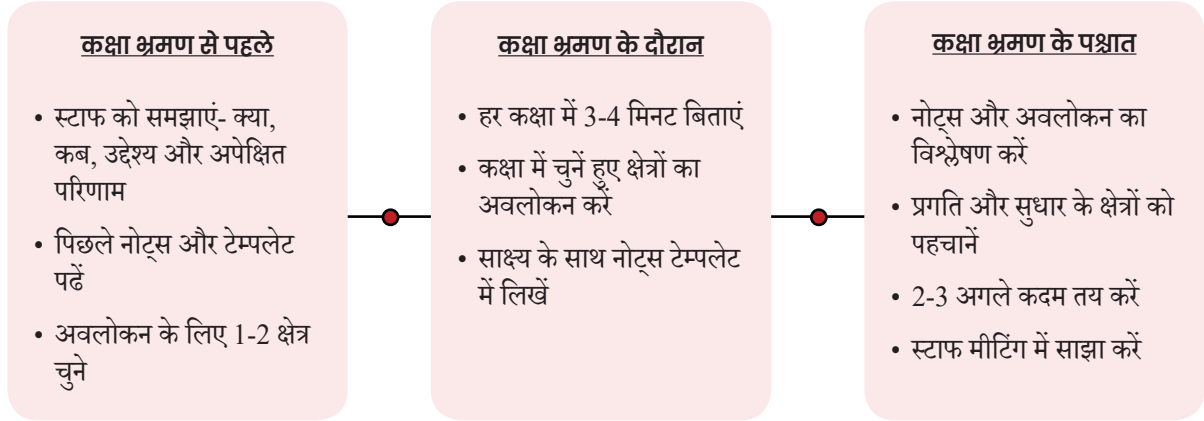 कक्षा भ्रमण से पहले
• स्टाफ को समझाएं- क्या,
कब, उद्देश्य और अपेक्षित
परिणाम
• पिछले नोट्स और टेम्पलेट
पढें
• अवलोकन के लिए 1-2 क्षेत्र
चुने
कक्षा भ्रमण के दौरान
• हर कक्षा में 3-4 मिनट बिताएं
• कक्षा में चुनें हुए क्षेत्रों का
अवलोकन करें
• साक्ष्य के साथ नोट्स टेम्पलेट
में लिखें
कक्षा भ्रमण के पश्चात
• नोट्स और अवलोकन का
विश्लेषण करें
• प्रगति और सुधार के क्षेत्रों को
पहचानें
• 2-3 अगले कदम तय करें
• स्टाफ मीटिंग में साझा करें